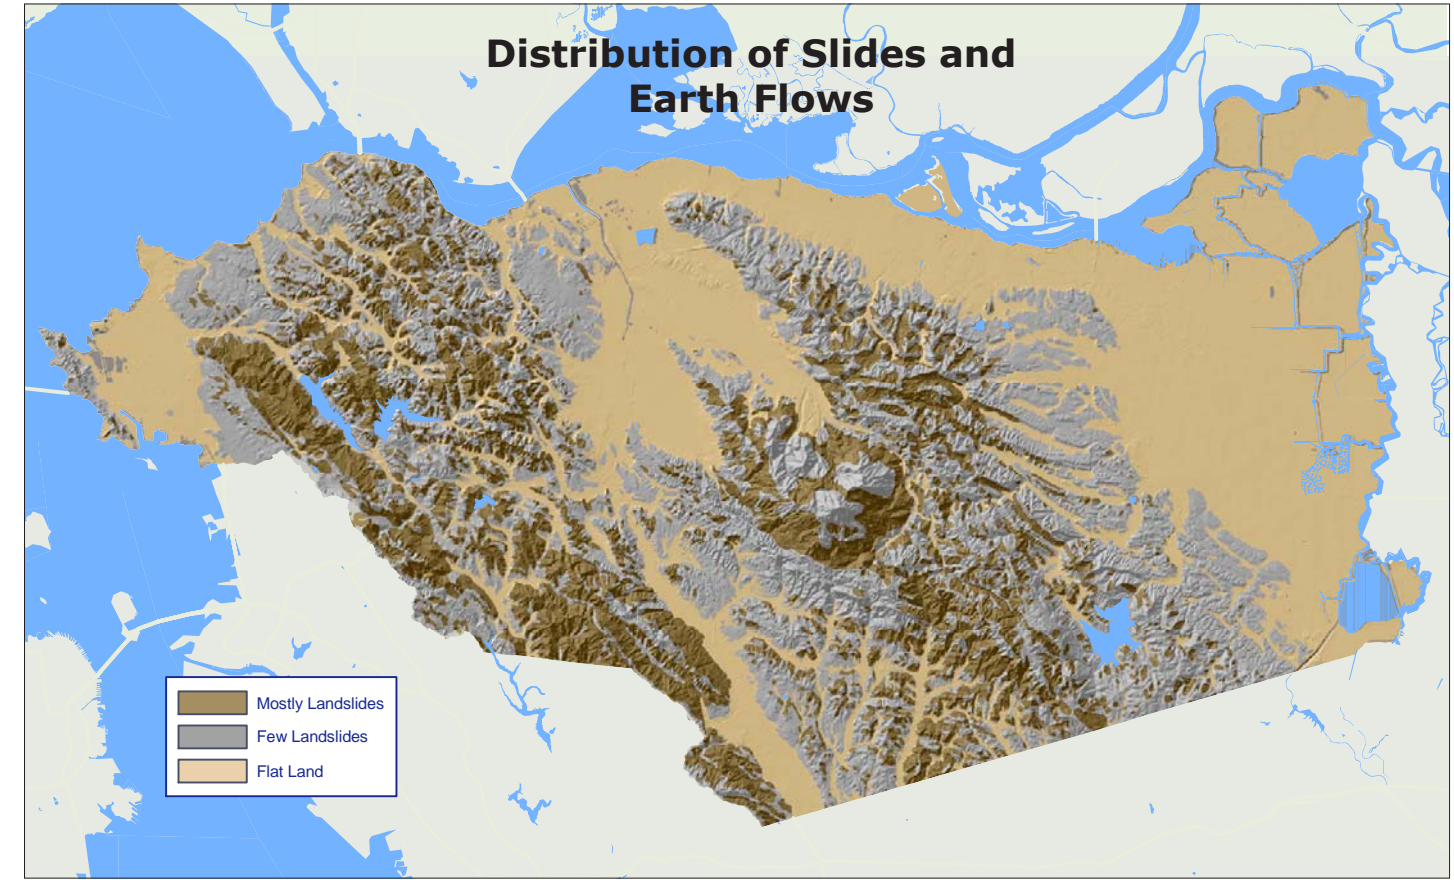 Distribution of Slides and
Earth Flows
Mostly Landslides
Few Landslides
Flat Land